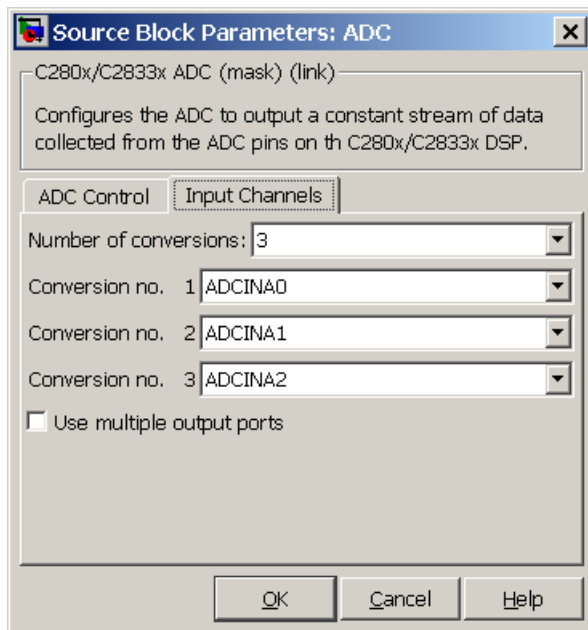 Source Block Parameters: ADC
C280x/C2833x ADC (mask) (link)
Configures the ADC to output a constant stream of data
collected from the ADC pins on th C280x/C2833x DSP.
ADC Control Input Channels
Number of conversions: 3
Conversion no. 1 ADCINA0
Conversion no. 2 ADCINA1
Conversion no. 3 ADCINA2
Use multiple output ports
OK Cancel Help